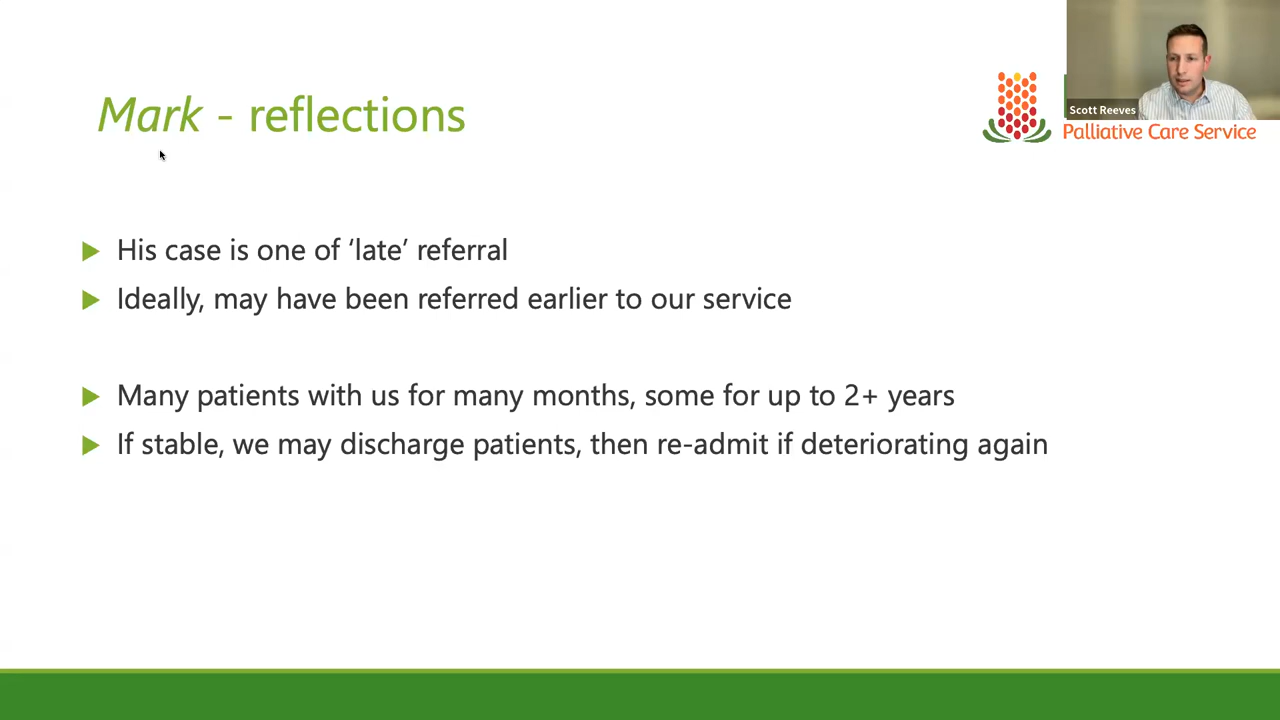 Mark - reflections
Scott Reeves
Palliative Care Service
His case is one of ‘late’ referral
Ideally, may have been referred earlier to our service
Many patients with us for many months, some for up to 2+ years
If stable, we may discharge patients, then re-admit if deteriorating again